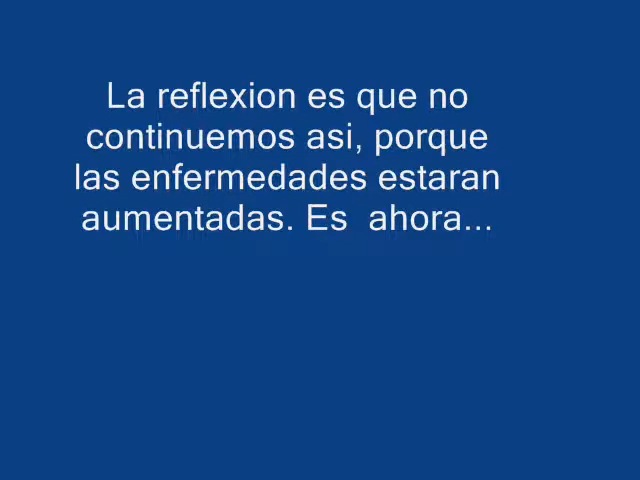 La reflexion es que no
continuemos asi, porque
las enfermedades estaran
aumentadas. Es  ahora...